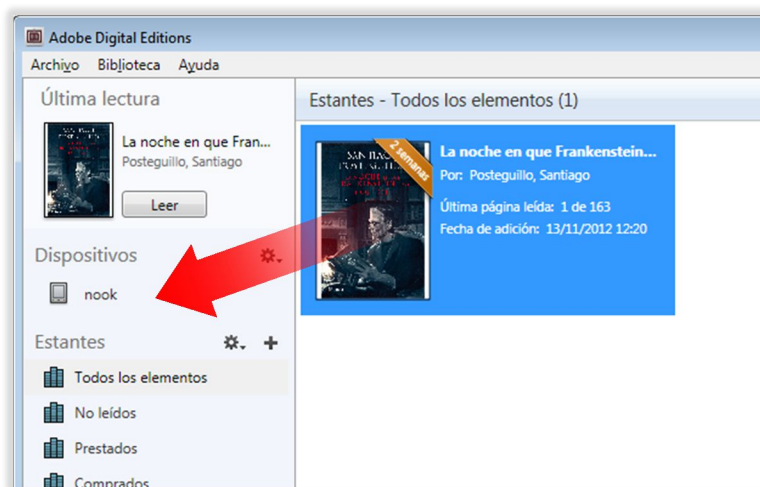 Adobe Digital Editions
Archivo Biblioteca Ayuda
Última lectura
La noche en que Fran...
Posteguillo, Santiago
Leer
Dispositivos
nook
Estantes
Todos los elementos
No leídos
Prestados
Comprados
Estantes - Todos los elementos (1)
2 semanas
La noche en que Frankenstein...
Por: Posteguillo, Santiago
Última página leída: 1 de 163
Fecha de adición: 13/11/2012 12:20